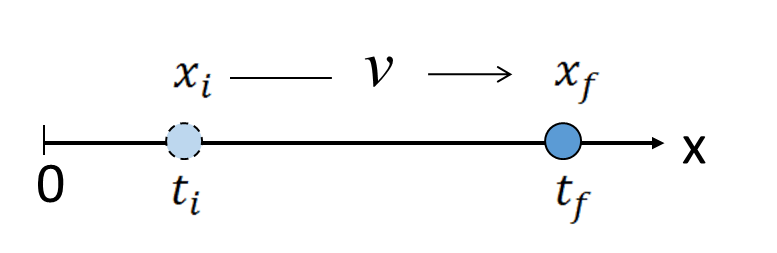 x_i v x_f
x
0 t_i t_f